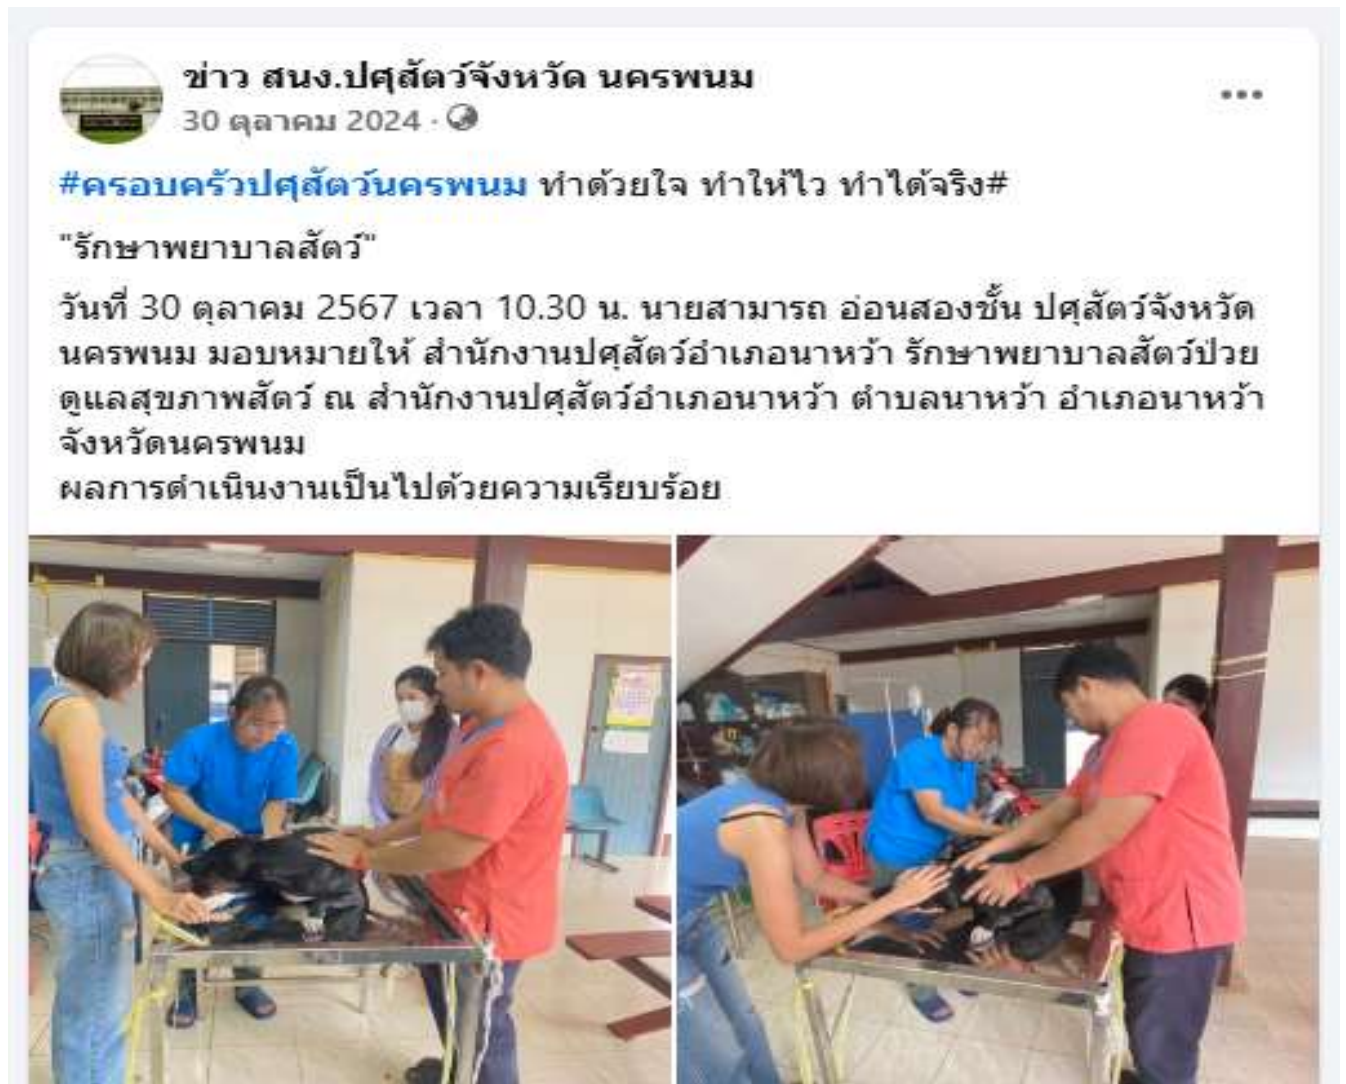 ข่าว สนง.ปศุสัตว์จังหวัด นครพนม
30 ตุลาคม 2024 ·
#ครอบครัวปศุสัตว์นครพนม ทำด้วยใจ ทำให้ไว ทำได้จริง#
"รักษาพยาบาลสัตว์"
วันที่ 30 ตุลาคม 2567 เวลา 10.30 น. นายสามารถ อ่อนสองชั้น ปศุสัตว์จังหวัด
นครพนม มอบหมายให้ สำนักงานปศุสัตว์อำเภอนาหว้า รักษาพยาบาลสัตว์ป่วย
ดูแลสุขภาพสัตว์ ณ สำนักงานปศุสัตว์อำเภอนาหว้า ตำบลนาหว้า อำเภอนาหว้า
จังหวัดนครพนม
ผลการดำเนินงานเป็นไปด้วยความเรียบร้อย